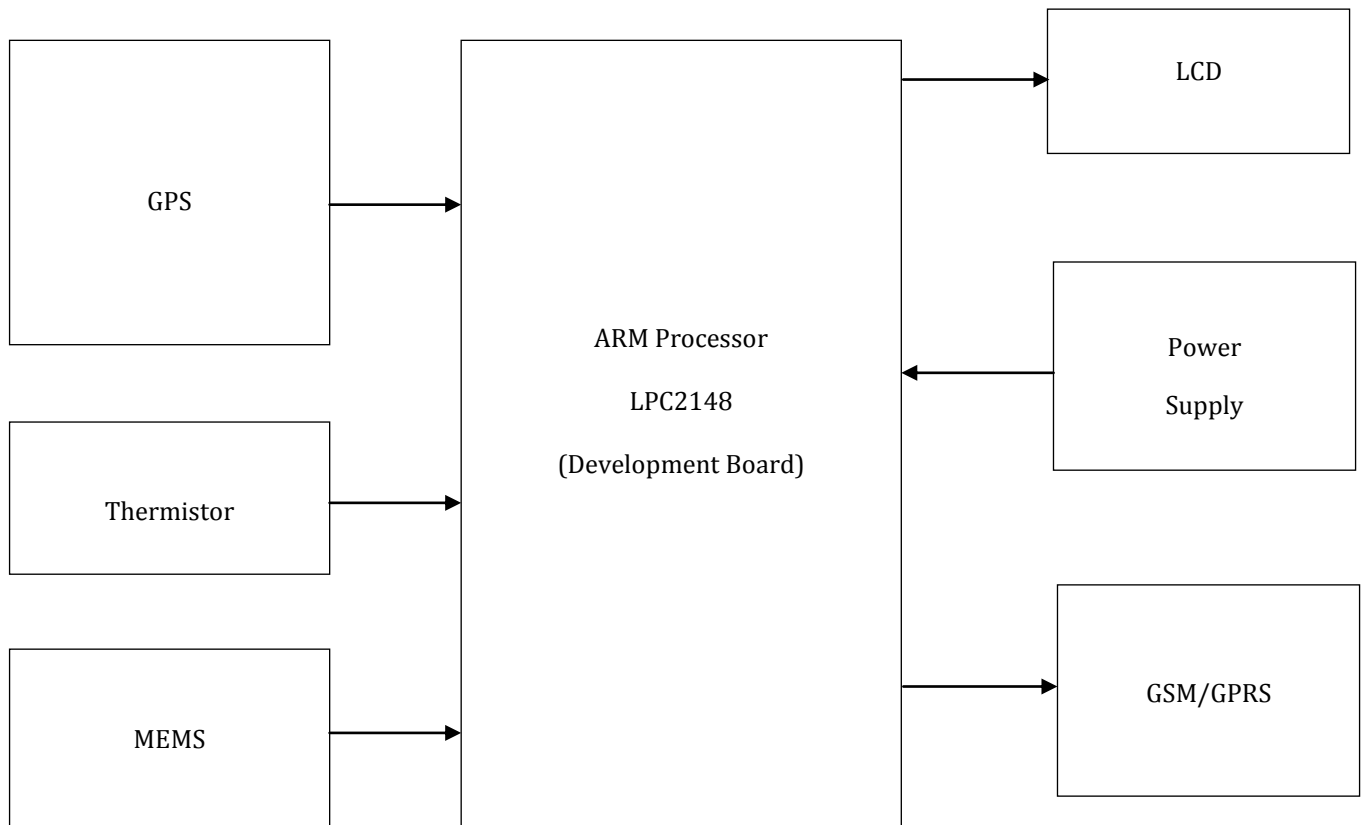 GPS
Thermistor
MEMS
ARM Processor
LPC2148
(Development Board)
LCD
Power
Supply
GSM/GPRS